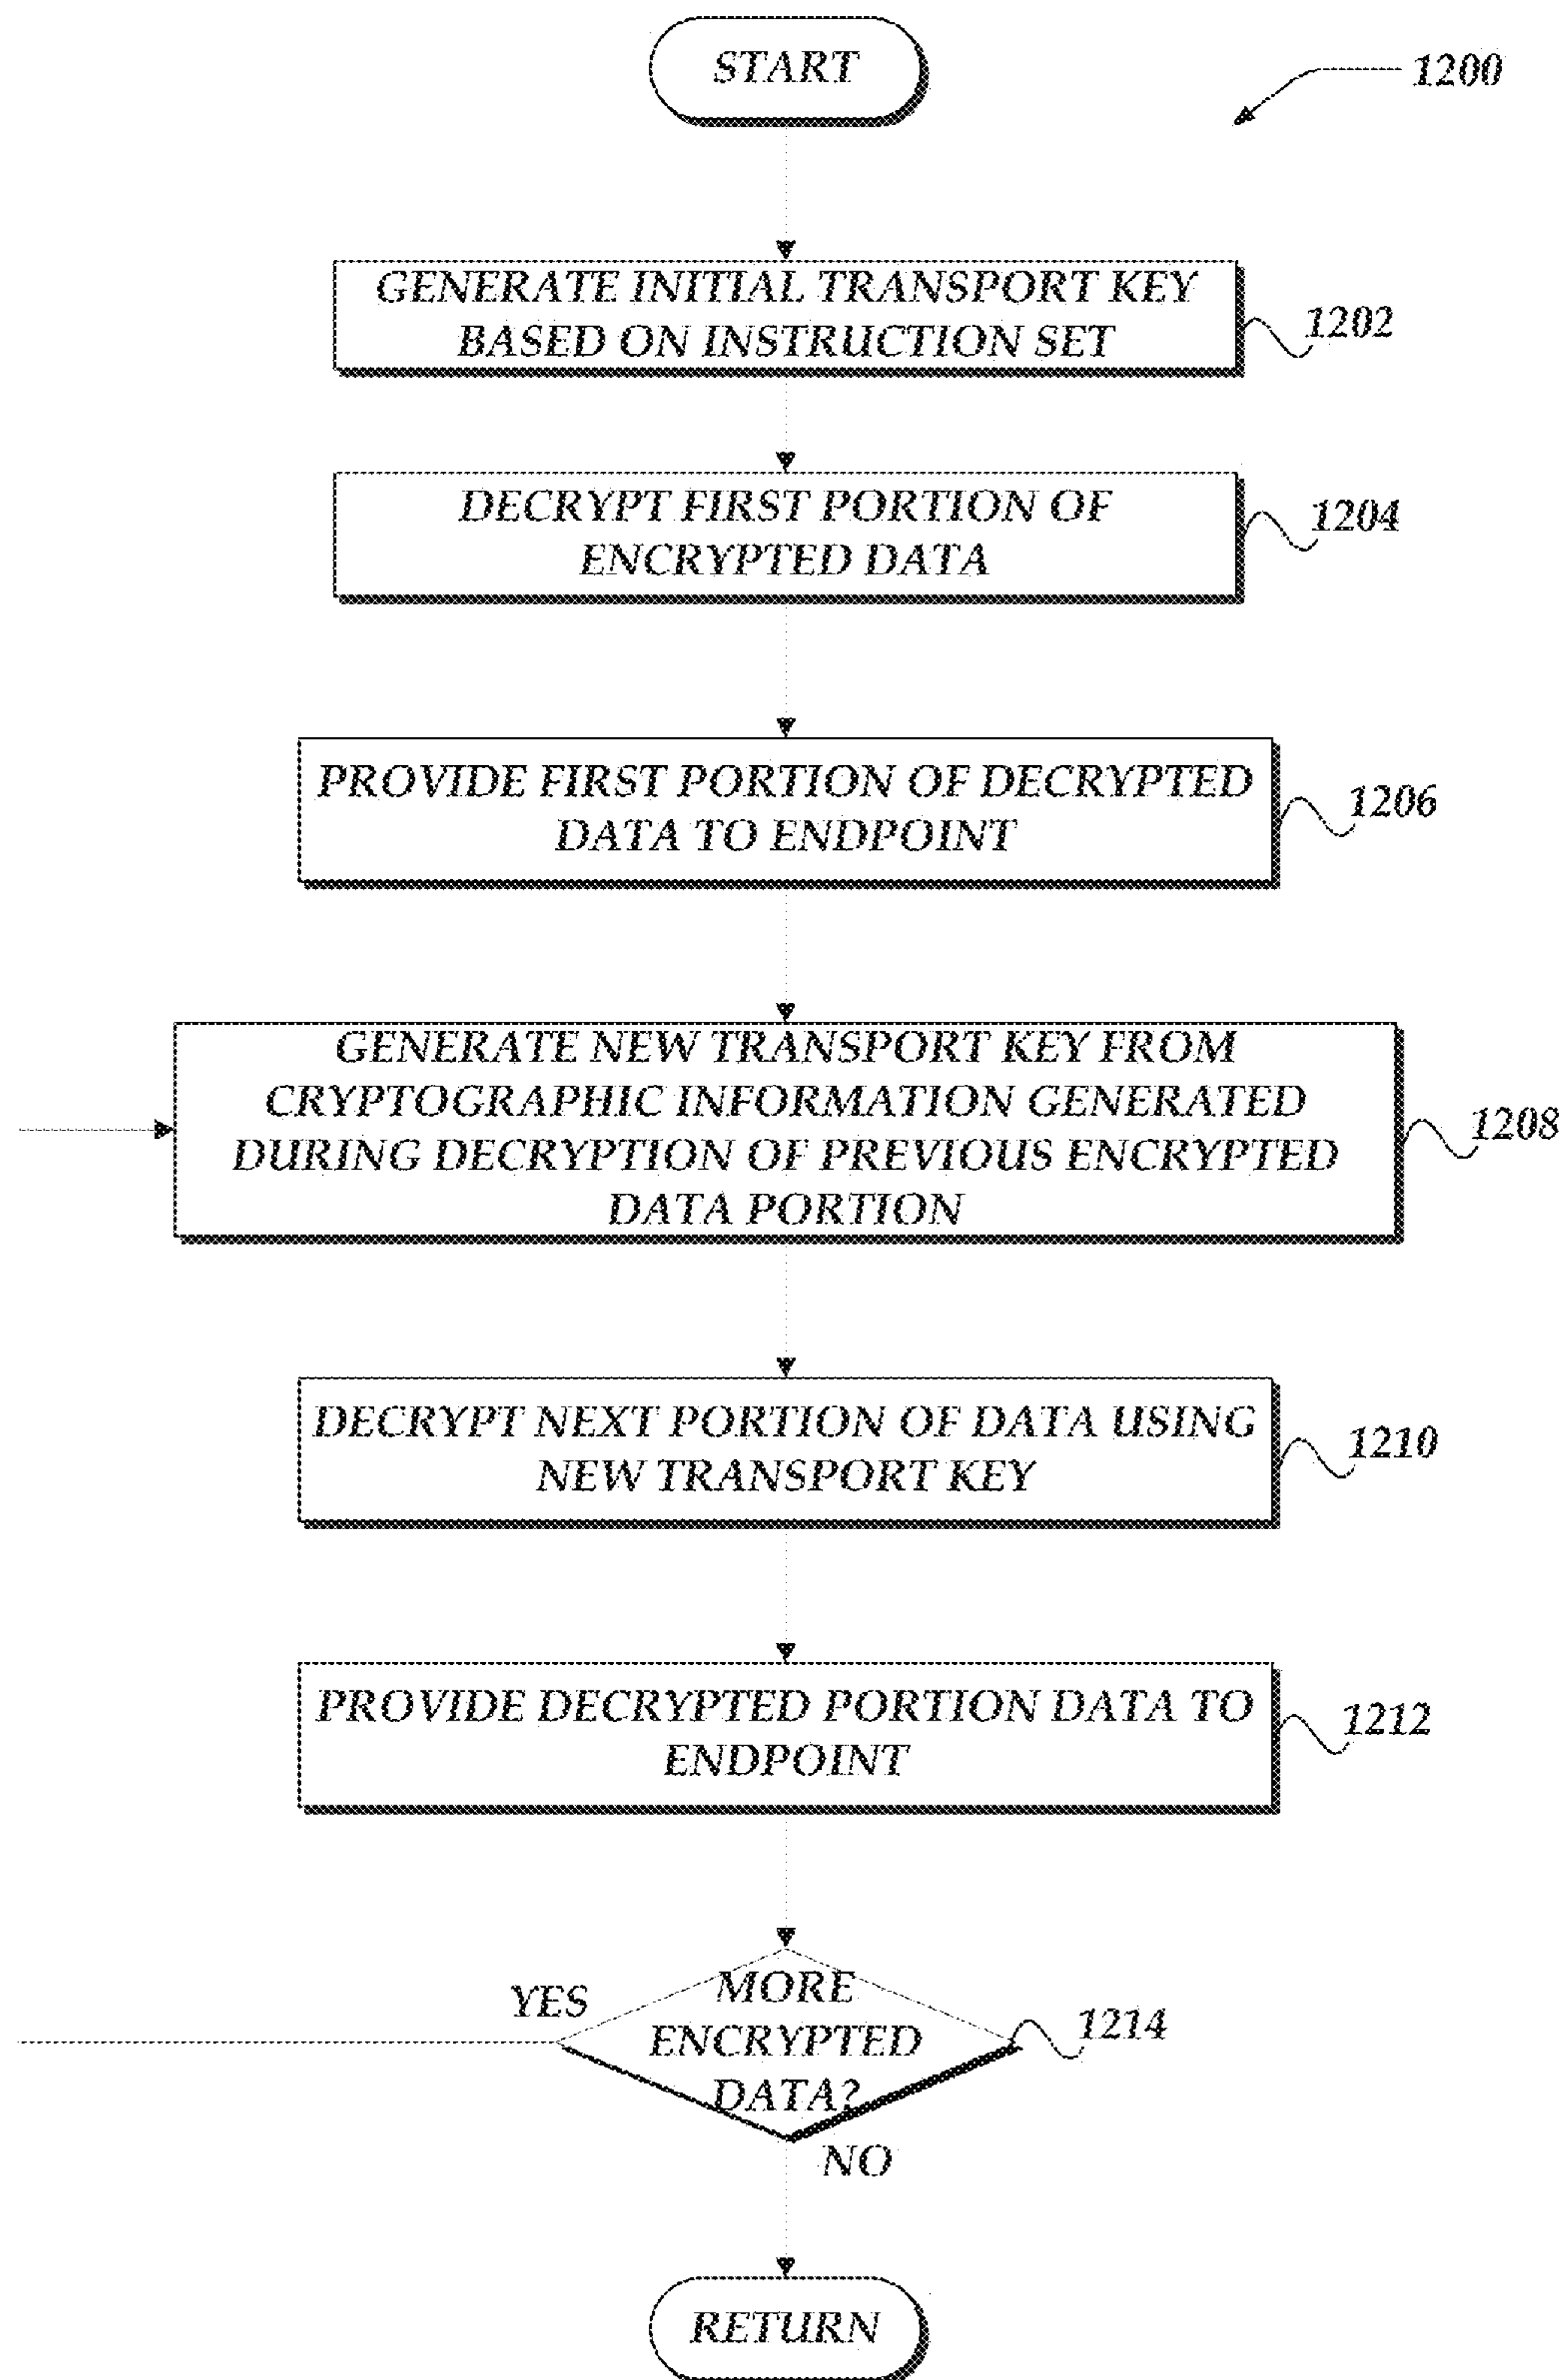 START
1200
GENERATE INITIAL TRANSPORT KEY
BASED ON INSTRUCTION SET
1202
DECRYPT FIRST PORTION OF
ENCRYPTED DATA
1204
PROVIDE FIRST PORTION OF DECRYPTED
DATA TO ENDPOINT
1206
GENERATE NEW TRANSPORT KEY FROM
CRYPTOGRAPHIC INFORMATION GENERATED
DURING DECRYPTION OF PREVIOUS ENCRYPTED
DATA PORTION
1208
DECRYPT NEXT PORTION OF DATA USING
NEW TRANSPORT KEY
1210
PROVIDE DECRYPTED PORTION DATA TO
ENDPOINT
1212
YES
MORE
ENCRYPTED
DATA?
1214
NO
RETURN